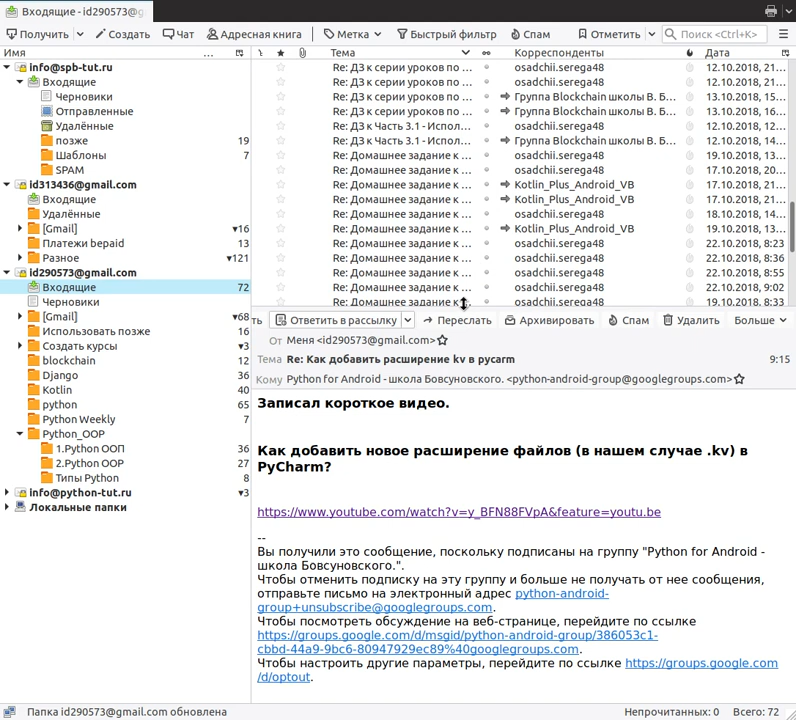 Входящие - id290573@g
Получить Создать Чат Адресная книга Метка Быстрый фильтр Спам Отметить Поиск <Ctrl+K>
Имя ...
info@spb-tut.ru
Входящие
Черновики
Отправленные
Удалённые
позже 19
Шаблоны 7
SPAM
id313436@gmail.com
Входящие
Удалённые
[Gmail] ▾16
Платежи bepaid 13
Разное ▾121
id290573@gmail.com
Входящие 72
Черновики
[Gmail] ▾68
Использовать позже 16
Создать курсы ▾3
blockchain 12
Django 36
Kotlin 40
python 65
Python Weekly 7
Python_OOP
1.Python ООП 36
2.Python OOP 27
Типы Python 8
info@python-tut.ru ▾3
Локальные папки
Тема Корреспонденты Дата
Re: ДЗ к серии уроков по ... osadchii.serega48 12.10.2018, 21...
Re: ДЗ к серии уроков по ... osadchii.serega48 12.10.2018, 21...
Re: ДЗ к серии уроков по ... Группа Blockchain школы В. Б... 13.10.2018, 15...
Re: ДЗ к серии уроков по ... Группа Blockchain школы В. Б... 13.10.2018, 16...
Re: ДЗ к Часть 3.1 - Испол... osadchii.serega48 12.10.2018, 12...
Re: ДЗ к Часть 3.1 - Испол... Группа Blockchain школы В. Б... 12.10.2018, 14...
Re: Домашнее задание к ... osadchii.serega48 19.10.2018, 13...
Re: Домашнее задание к ... osadchii.serega48 17.10.2018, 20...
Re: Домашнее задание к ... Kotlin_Plus_Android_VB 17.10.2018, 21...
Re: Домашнее задание к ... Kotlin_Plus_Android_VB 17.10.2018, 21...
Re: Домашнее задание к ... osadchii.serega48 18.10.2018, 14...
Re: Домашнее задание к ... Kotlin_Plus_Android_VB 19.10.2018, 13...
Re: Домашнее задание к ... osadchii.serega48 22.10.2018, 8:23
Re: Домашнее задание к ... osadchii.serega48 22.10.2018, 8:36
Re: Домашнее задание к ... osadchii.serega48 22.10.2018, 8:55
Re: Домашнее задание к ... osadchii.serega48 22.10.2018, 9:02
Re: Домашнее задание к ... osadchii.serega48 19.10.2018, 8:33
ть Ответить в рассылку Переслать Архивировать Спам Удалить Больше
От Меня <id290573@gmail.com>
Тема Re: Как добавить расширение kv в pycarm 9:15
Кому Python for Android - школа Бовсуновского. <python-android-group@googlegroups.com>
Записал короткое видео.
Как добавить новое расширение файлов (в нашем случае .kv) в
PyCharm?
https://www.youtube.com/watch?v=y_BFN88FVpA&feature=youtu.be
--
Вы получили это сообщение, поскольку подписаны на группу "Python for Android -
школа Бовсуновского.".
Чтобы отменить подписку на эту группу и больше не получать от нее сообщения,
отправьте письмо на электронный адрес python-android-
group+unsubscribe@googlegroups.com.
Чтобы посмотреть обсуждение на веб-странице, перейдите по ссылке
https://groups.google.com/d/msgid/python-android-group/386053c1-
cbbd-44a9-9bc6-80947929ec89%40googlegroups.com.
Чтобы настроить другие параметры, перейдите по ссылке https://groups.google.com
/d/optout.
Папка id290573@gmail.com обновлена Непрочитанных: 0 Всего: 72